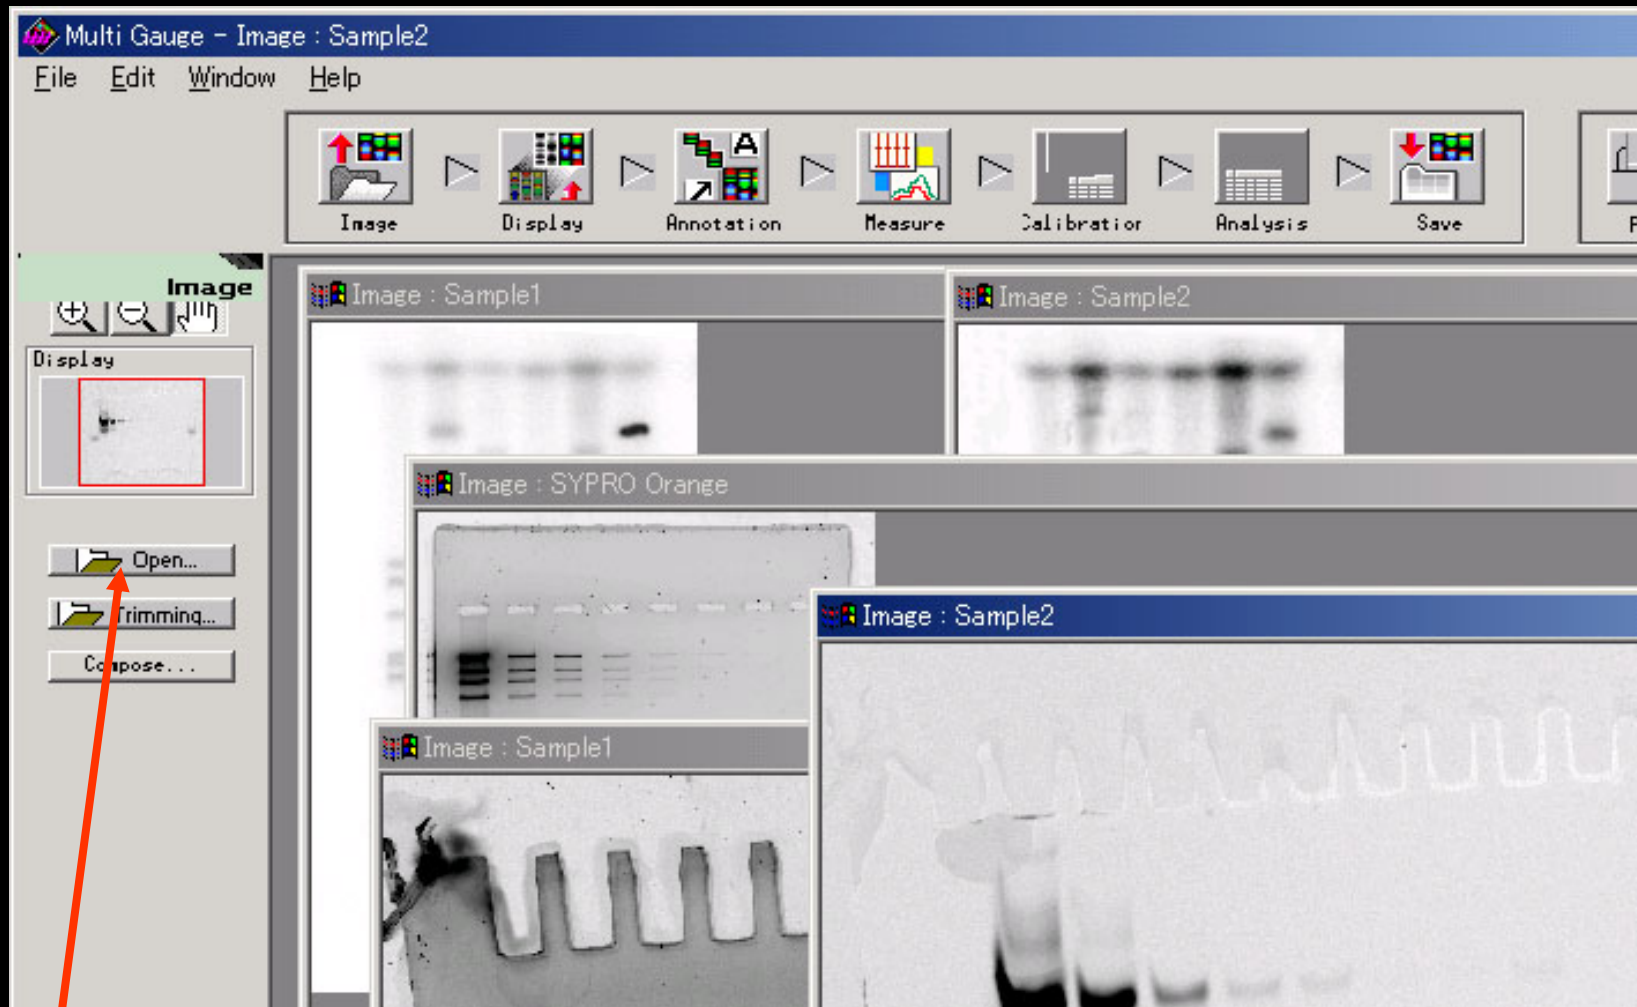 Multi Gauge - Image : Sample2
File Edit Window Help
Image Display Annotation Measure Calibration Analysis Save
Image
Image : Sample1
Image : Sample2
Display
Image : SYPRO Orange
Open...
Trimming...
Image : Sample2
Compose...
Image : Sample1